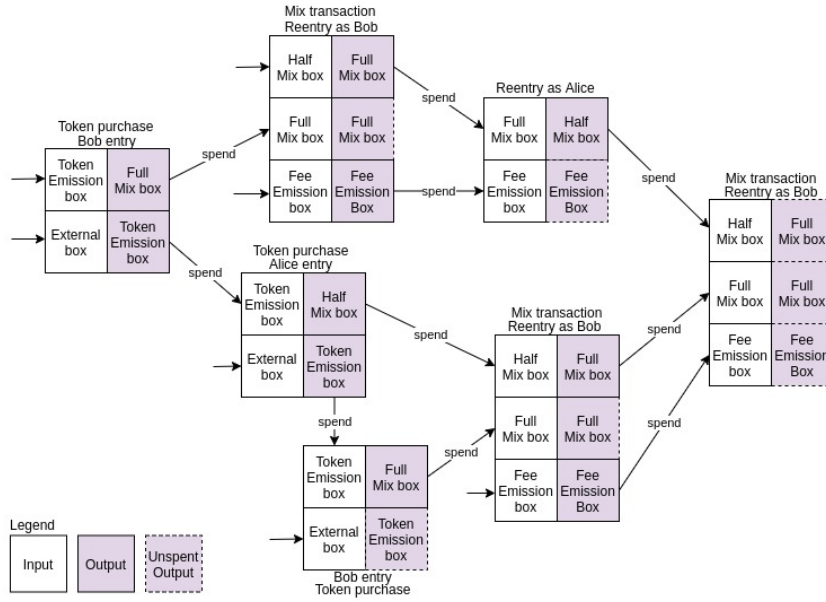 Mix transaction
Reentry as Bob
Half
Mix box
Full
Mix box
Full
Mix box
Full
Mix box
Fee
Emission
box
Fee
Emission
Box
spend
spend
Reentry as Alice
Full
Mix box
Half
Mix box
Fee
Emission
box
Fee
Emission
Box
Token purchase
Bob entry
Token
Emission
box
Full
Mix box
External
box
Token
Emission
box
spend
spend
spend
Mix transaction
Reentry as Bob
Half
Mix box
Full
Mix box
Full
Mix box
Full
Mix box
Fee
Emission
box
Fee
Emission
Box
Token purchase
Alice entry
Token
Emission
box
Half
Mix box
External
box
Token
Emission
box
spend
spend
Mix transaction
Reentry as Bob
Half
Mix box
Full
Mix box
Full
Mix box
Full
Mix box
Fee
Emission
box
Fee
Emission
Box
spend
spend
spend
Token
Emission
box
Full
Mix box
External
box
Token
Emission
box
Bob entry
Token purchase
Legend
Input
Output
Unspent
Output